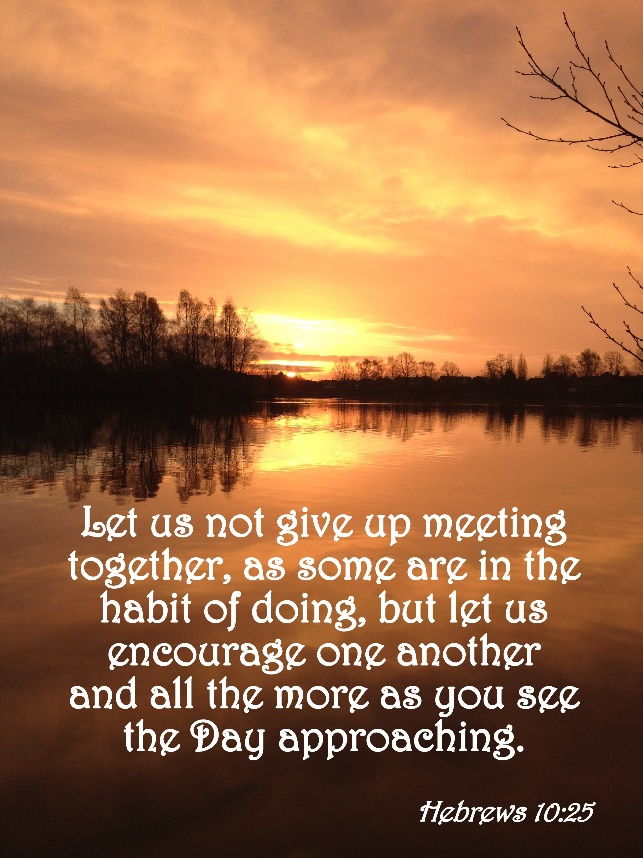 Let us not give up meeting
together, as some are in the
habit of doing, but let us
encourage one another
and all the more as you see
the Day approaching.
Hebrews 10:25